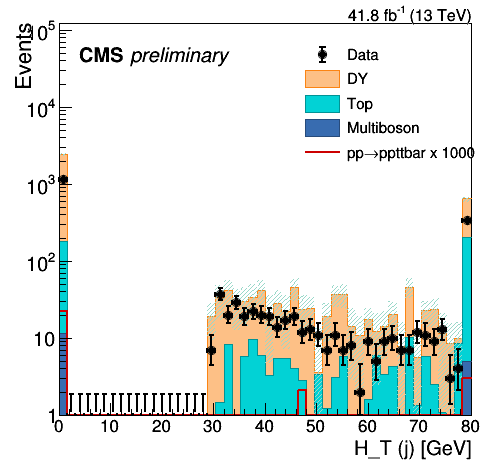 41.8 fb⁻¹ (13 TeV)
Events
CMS preliminary
Data
DY
Top
Multiboson
pp→ppttbar x 1000
10⁵
10⁴
10³
10²
10
1
0 10 20 30 40 50 60 70 80
H_T (j) [GeV]